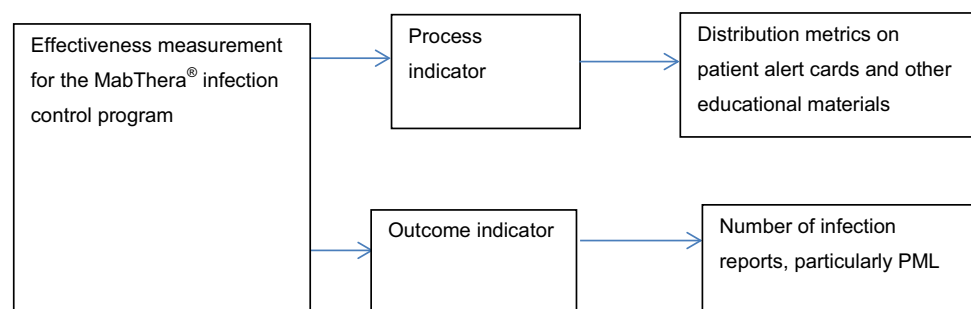 Effectiveness measurement
for the MabThera® infection
control program
Process
indicator
Distribution metrics on
patient alert cards and other
educational materials
Outcome indicator
Number of infection
reports, particularly PML